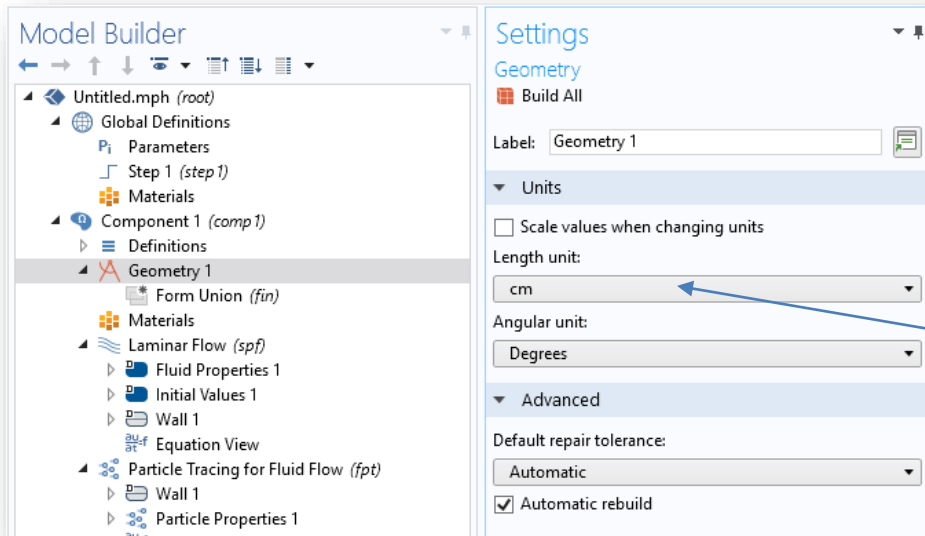 Model Builder
Untitled.mph (root)
Global Definitions
Pi Parameters
Step 1 (step1)
Materials
Component 1 (comp1)
Definitions
Geometry 1
Form Union (fin)
Materials
Laminar Flow (spf)
Fluid Properties 1
Initial Values 1
Wall 1
Equation View
Particle Tracing for Fluid Flow (fpt)
Wall 1
Particle Properties 1
Settings
Geometry
Build All
Label: Geometry 1
Units
Scale values when changing units
Length unit:
cm
Angular unit:
Degrees
Advanced
Default repair tolerance:
Automatic
Automatic rebuild